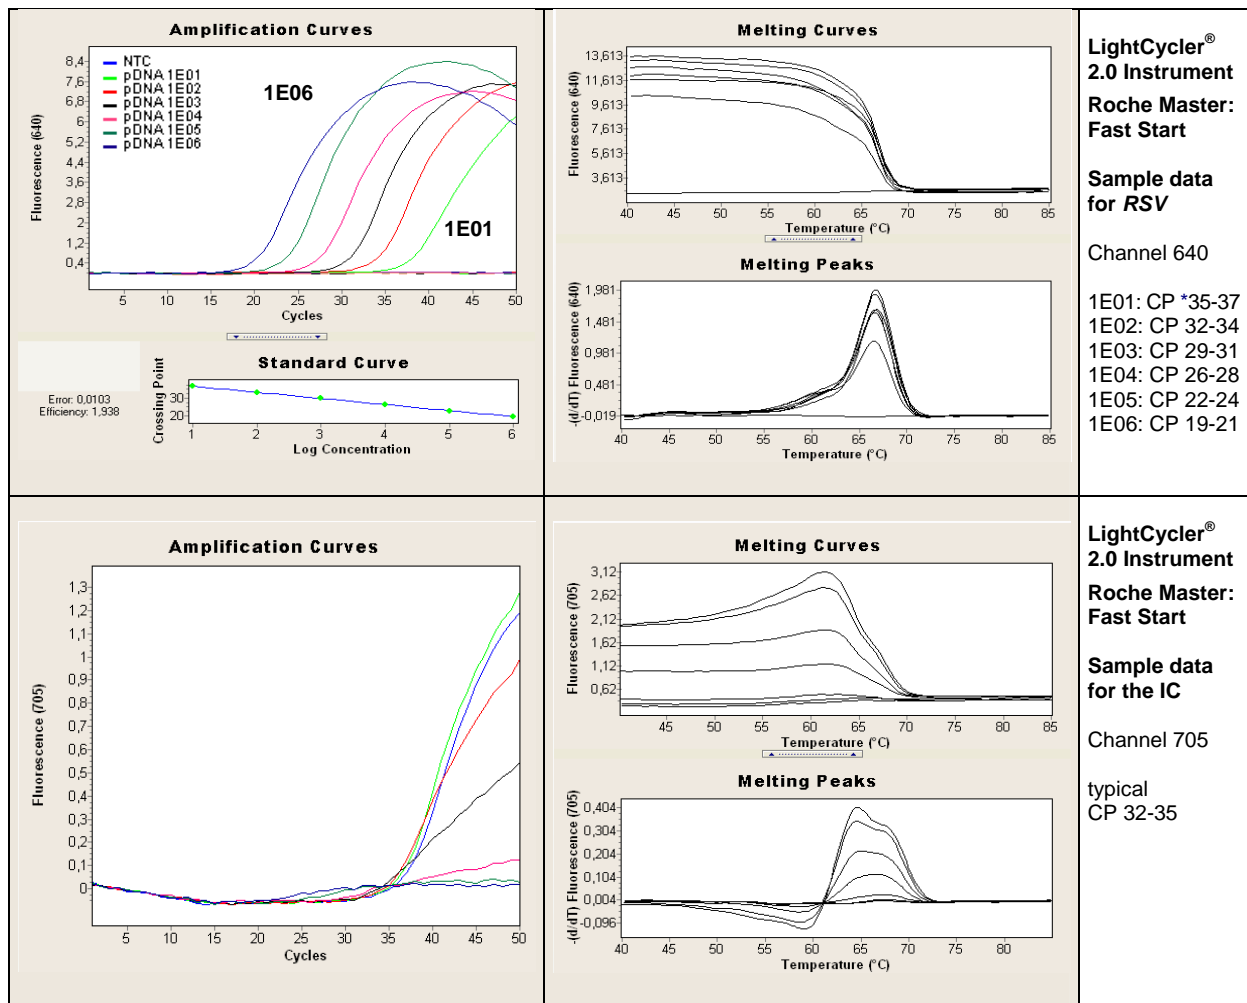 Amplification Curves
Fluorescence (640)
8,4
7,6
6,8
6
5,2
4,4
3,6
2,8
2
1,2
0,4
NTC
pDNA 1E01
pDNA 1E02
pDNA 1E03
pDNA 1E04
pDNA 1E05
pDNA 1E06
1E06
1E01
5 10 15 20 25 30 35 40 45 50
Cycles
Error: 0,0103
Efficiency: 1,938
Standard Curve
Crossing Point
30
20
1 2 3 4 5 6
Log Concentration
Melting Curves
Fluorescence (640)
13,613
11,613
9,613
7,613
5,613
3,613
40 45 50 55 60 65 70 75 80 85
Temperature (°C)
Melting Peaks
-(d/dT) Fluorescence (640)
1,981
1,481
0,981
0,481
-0,019
40 45 50 55 60 65 70 75 80 85
Temperature (°C)
LightCycler®
2.0 Instrument
Roche Master:
Fast Start
Sample data
for RSV
Channel 640
1E01: CP *35-37
1E02: CP 32-34
1E03: CP 29-31
1E04: CP 26-28
1E05: CP 22-24
1E06: CP 19-21
Amplification Curves
Fluorescence (705)
1,3
1,2
1,1
1
0,9
0,8
0,7
0,6
0,5
0,4
0,3
0,2
0,1
0
5 10 15 20 25 30 35 40 45 50
Cycles
Melting Curves
Fluorescence (705)
3,12
2,62
2,12
1,62
1,12
0,62
45 50 55 60 65 70 75 80 85
Temperature (°C)
Melting Peaks
-(d/dT) Fluorescence (705)
0,404
0,304
0,204
0,104
0,004
-0,096
40 45 50 55 60 65 70 75 80
Temperature (°C)
LightCycler®
2.0 Instrument
Roche Master:
Fast Start
Sample data
for the IC
Channel 705
typical
CP 32-35